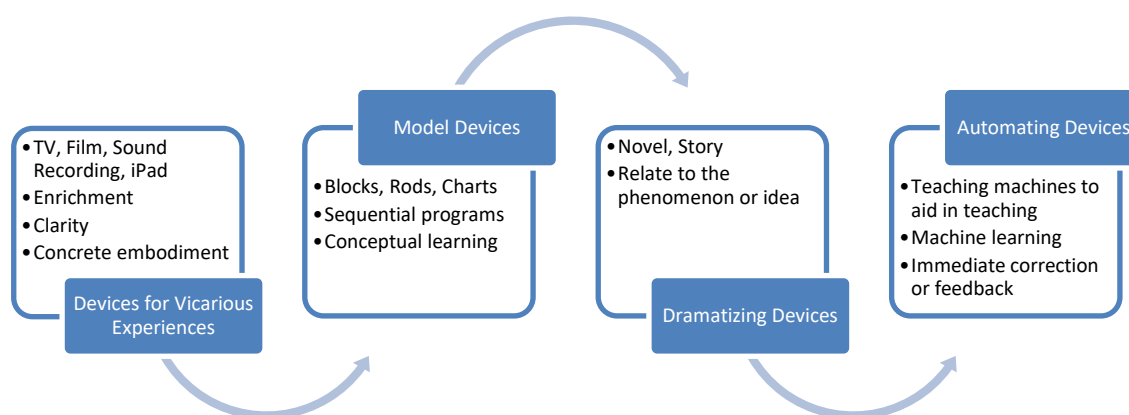 •TV, Film, Sound
Recording, iPad
•Enrichment
•Clarity
•Concrete embodiment
Devices for Vicarious
Experiences
Model Devices
•Blocks, Rods, Charts
•Sequential programs
•Conceptual learning
•Novel, Story
•Relate to the
phenomenon or idea
Dramatizing Devices
Automating Devices
•Teaching machines to
aid in teaching
•Machine learning
•Immediate correction
or feedback